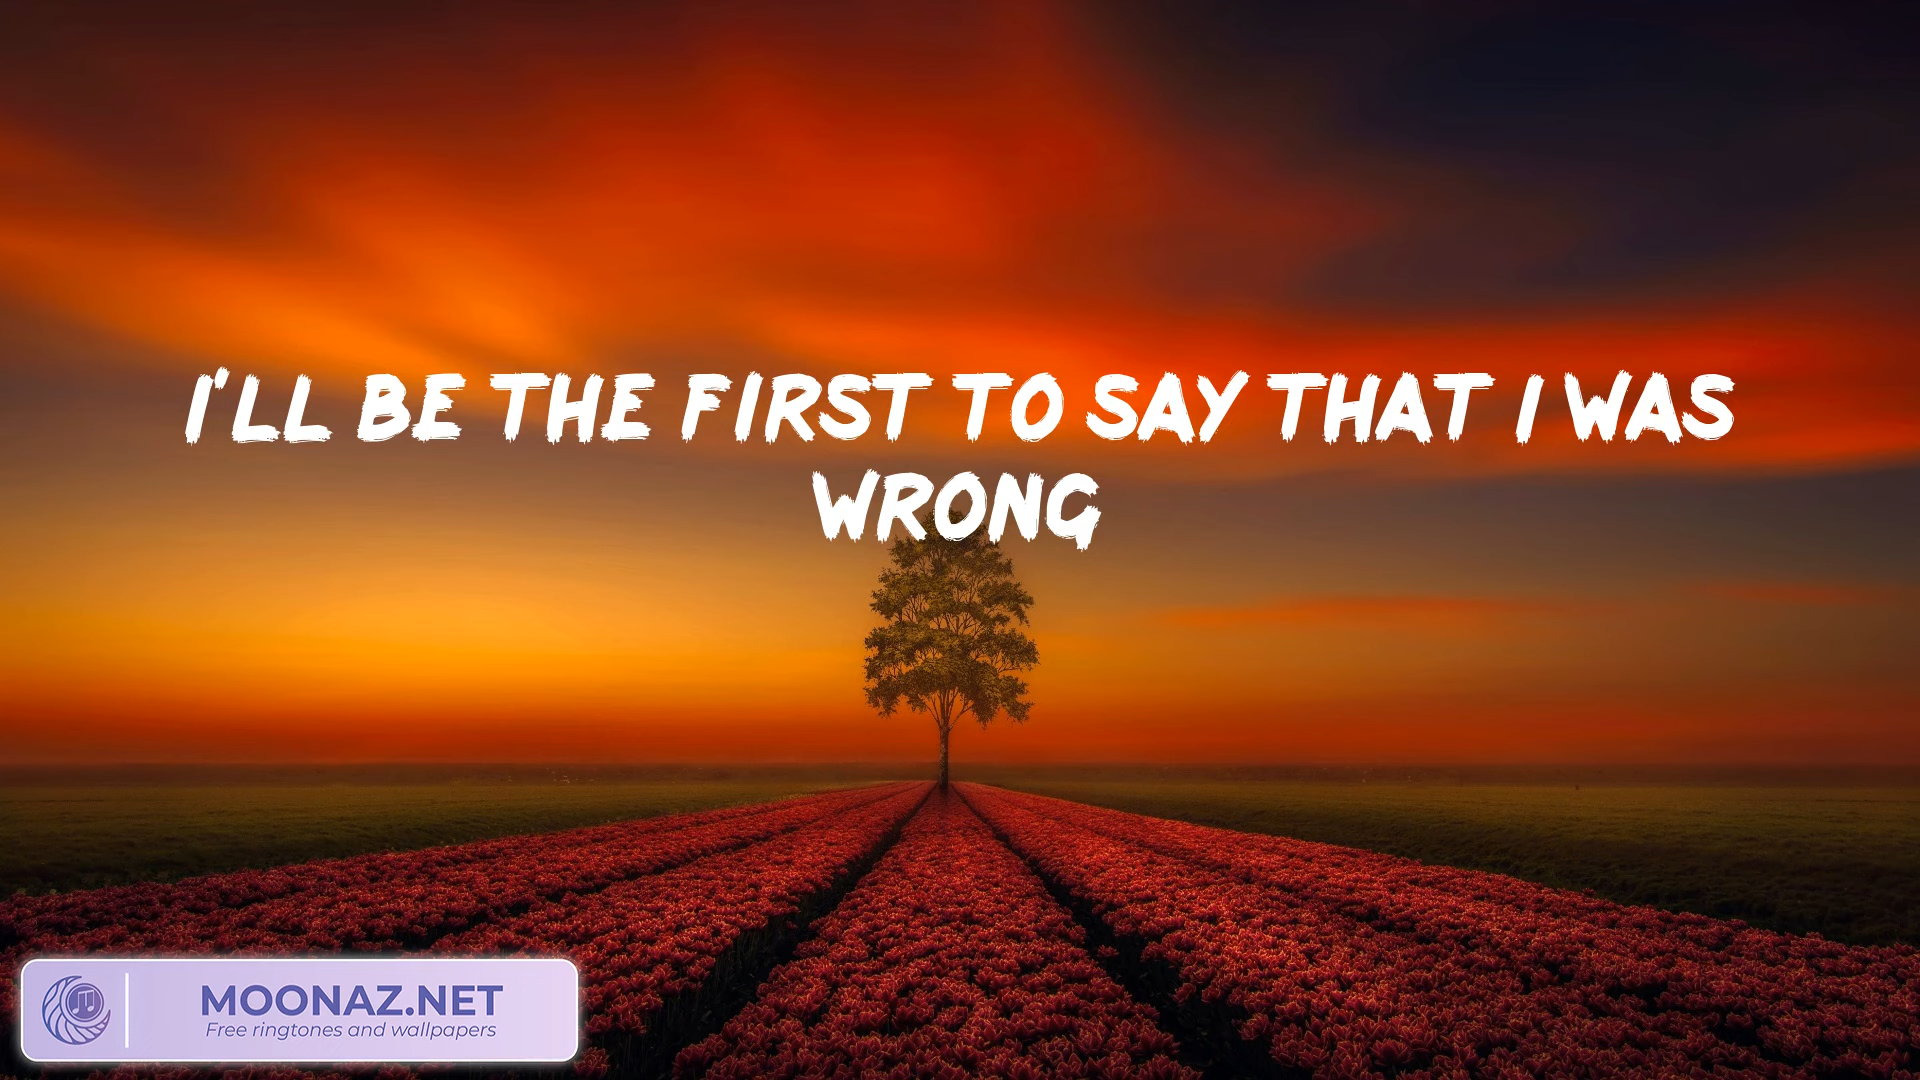 I'LL BE THE FIRST TO SAY THAT I WAS
WRONG
MOONAZ.NET
Free ringtones and wallpapers